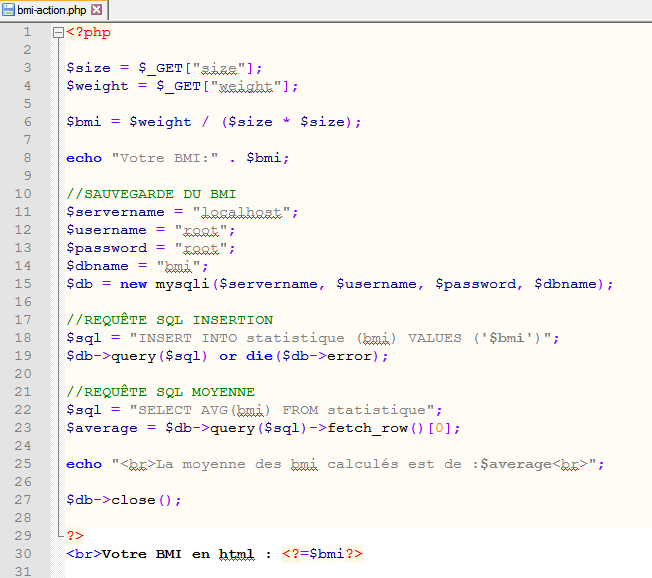 bmi-action.php
1 <?php
2
3 $size = $_GET["size"];
4 $weight = $_GET["weight"];
5
6 $bmi = $weight / ($size * $size);
7
8 echo "Votre BMI:" . $bmi;
9
10 //SAUVEGARDE DU BMI
11 $servername = "localhost";
12 $username = "root";
13 $password = "root";
14 $dbname = "bmi";
15 $db = new mysqli($servername, $username, $password, $dbname);
16
17 //REQUÊTE SQL INSERTION
18 $sql = "INSERT INTO statistique (bmi) VALUES ('$bmi')";
19 $db->query($sql) or die($db->error);
20
21 //REQUÊTE SQL MOYENNE
22 $sql = "SELECT AVG(bmi) FROM statistique";
23 $average = $db->query($sql)->fetch_row()[0];
24
25 echo "<br>La moyenne des bmi calculés est de :$average<br>";
26
27 $db->close();
28
29 ?>
30 <br>Votre BMI en html : <?=$bmi?>
31